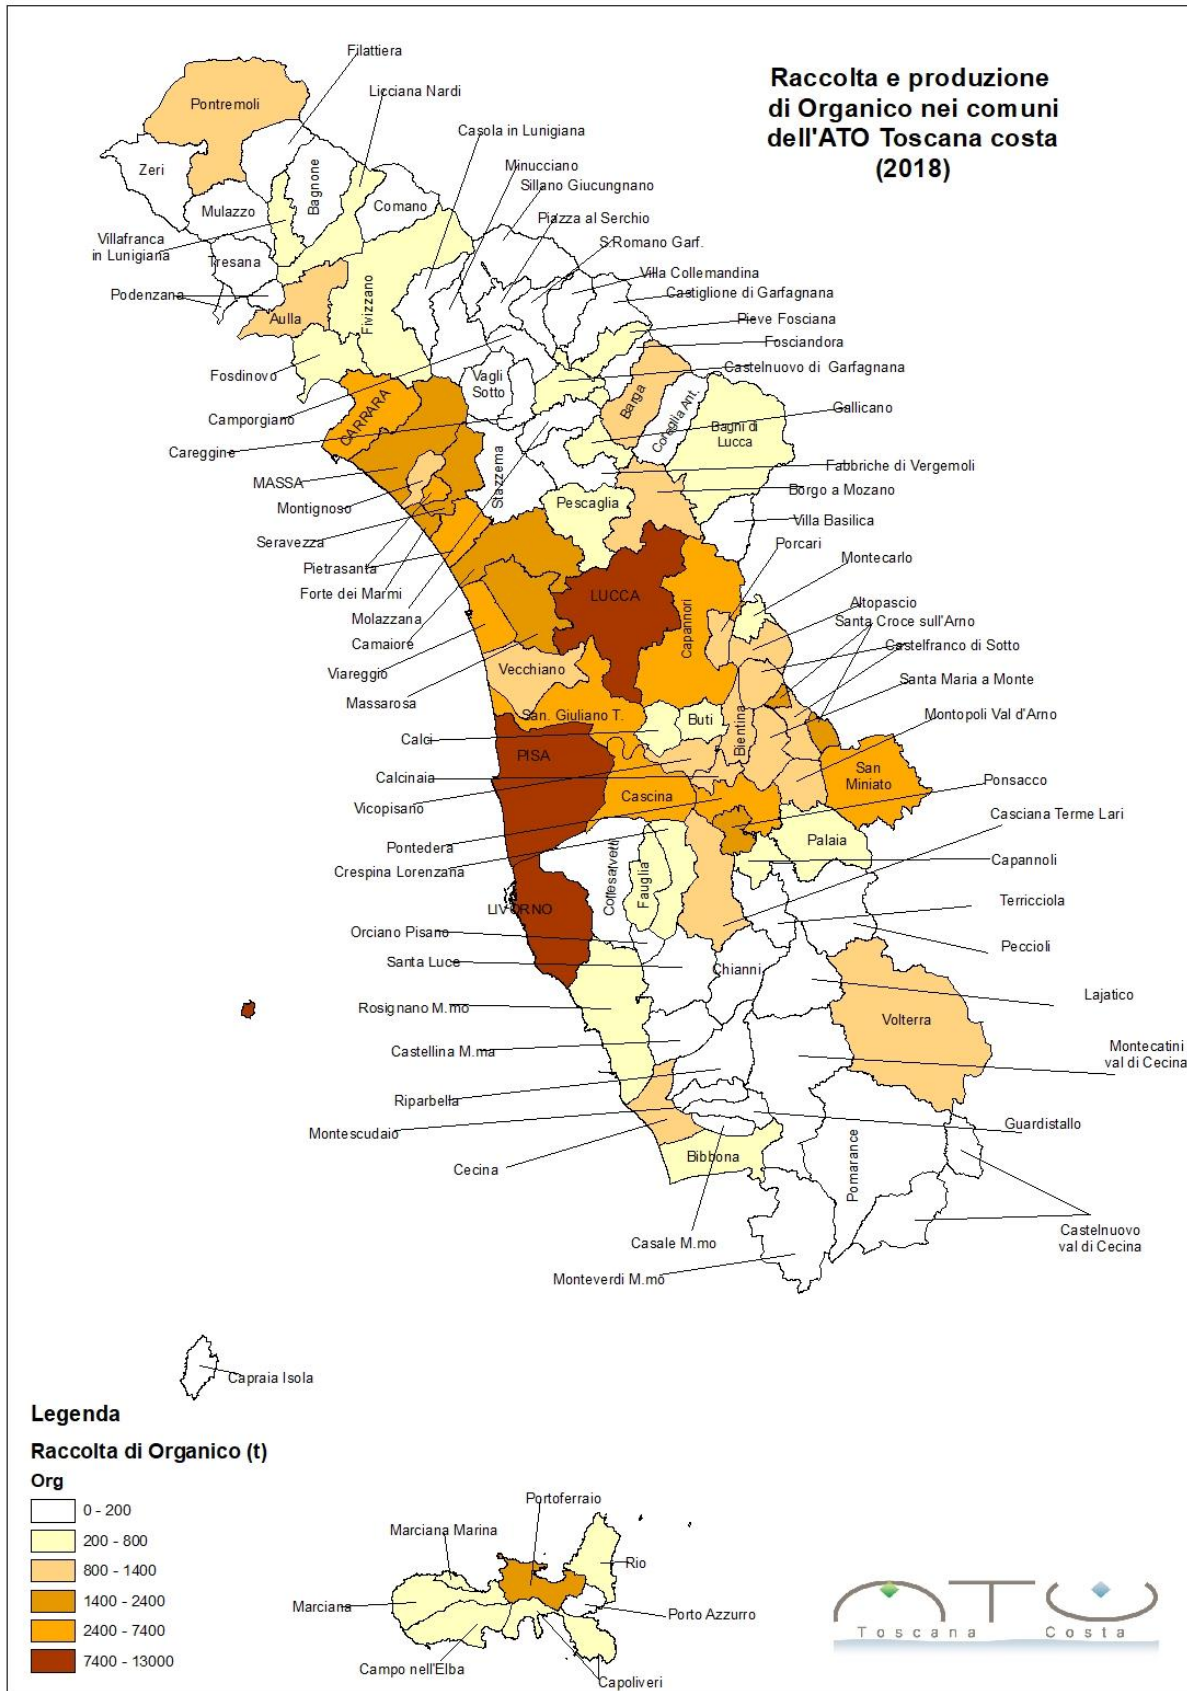 Raccolta e produzione
di Organico nei comuni
dell'ATO Toscana costa
(2018)
Filattiera
Licciana Nardi
Pontremoli
Casola in Lunigiana
Minucciano
Zeri
Bagnone
Sillano Giucungnano
Comano
Mulazzo
Piazza al Serchio
S.Romano Garf.
Villafranca
in Lunigiana
Tresana
Villa Collemandina
Podenzana
Castiglione di Garfagnana
Fivizzano
Aulla
Pieve Fosciana
Fosciandora
Fosdinovo
Vagli
Sotto
Castelnuovo di Garfagnana
Barga
CARRARA
Coreglia Ant.
Camporgiano
Gallicano
Bagni di
Lucca
Careggine
Fabbriche di Vergemoli
MASSA
Stazzema
Borgo a Mozano
Montignoso
Pescaglia
Villa Basilica
Seravezza
Porcari
Montecarlo
Pietrasanta
Forte dei Marmi
LUCCA
Altopascio
Molazzana
Santa Croce sull'Arno
Camaiore
Capannori
Castelfranco di Sotto
Viareggio
Vecchiano
Santa Maria a Monte
Massarosa
San. Giuliano T.
Montopoli Val d'Arno
Calci
Buti
Bientina
PISA
San
Miniato
Calcinaia
Ponsacco
Cascina
Vicopisano
Casciana Terme Lari
Pontedera
Palaia
Crespina Lorenzana
Collesalvetti
Fauglia
Capannoli
LIVORNO
Terricciola
Orciano Pisano
Peccioli
Santa Luce
Chianni
Lajatico
Rosignano M.mo
Volterra
Castellina M.ma
Montecatini
val di Cecina
Riparbella
Guardistallo
Montescudaio
Cecina
Bibbona
Pomarance
Casale M.mo
Castelnuovo
val di Cecina
Monteverdi M.mo
Capraia Isola
Legenda
Raccolta di Organico (t)
Org
0 - 200
200 - 800
800 - 1400
1400 - 2400
2400 - 7400
7400 - 13000
Portoferraio
Marciana Marina
Rio
Marciana
Porto Azzurro
Campo nell'Elba
Capoliveri
ATO
Toscana Costa